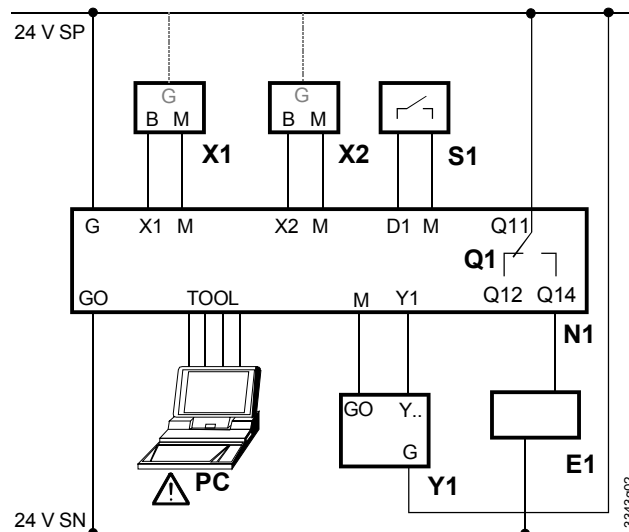 24 V SP
G G
B M B M
X1 X2 S1
G X1 M X2 M D1 M Q11
Q1
GO TOOL M Y1 Q12 Q14
N1
GO Y..
G
PC Y1 E1
24 V SN